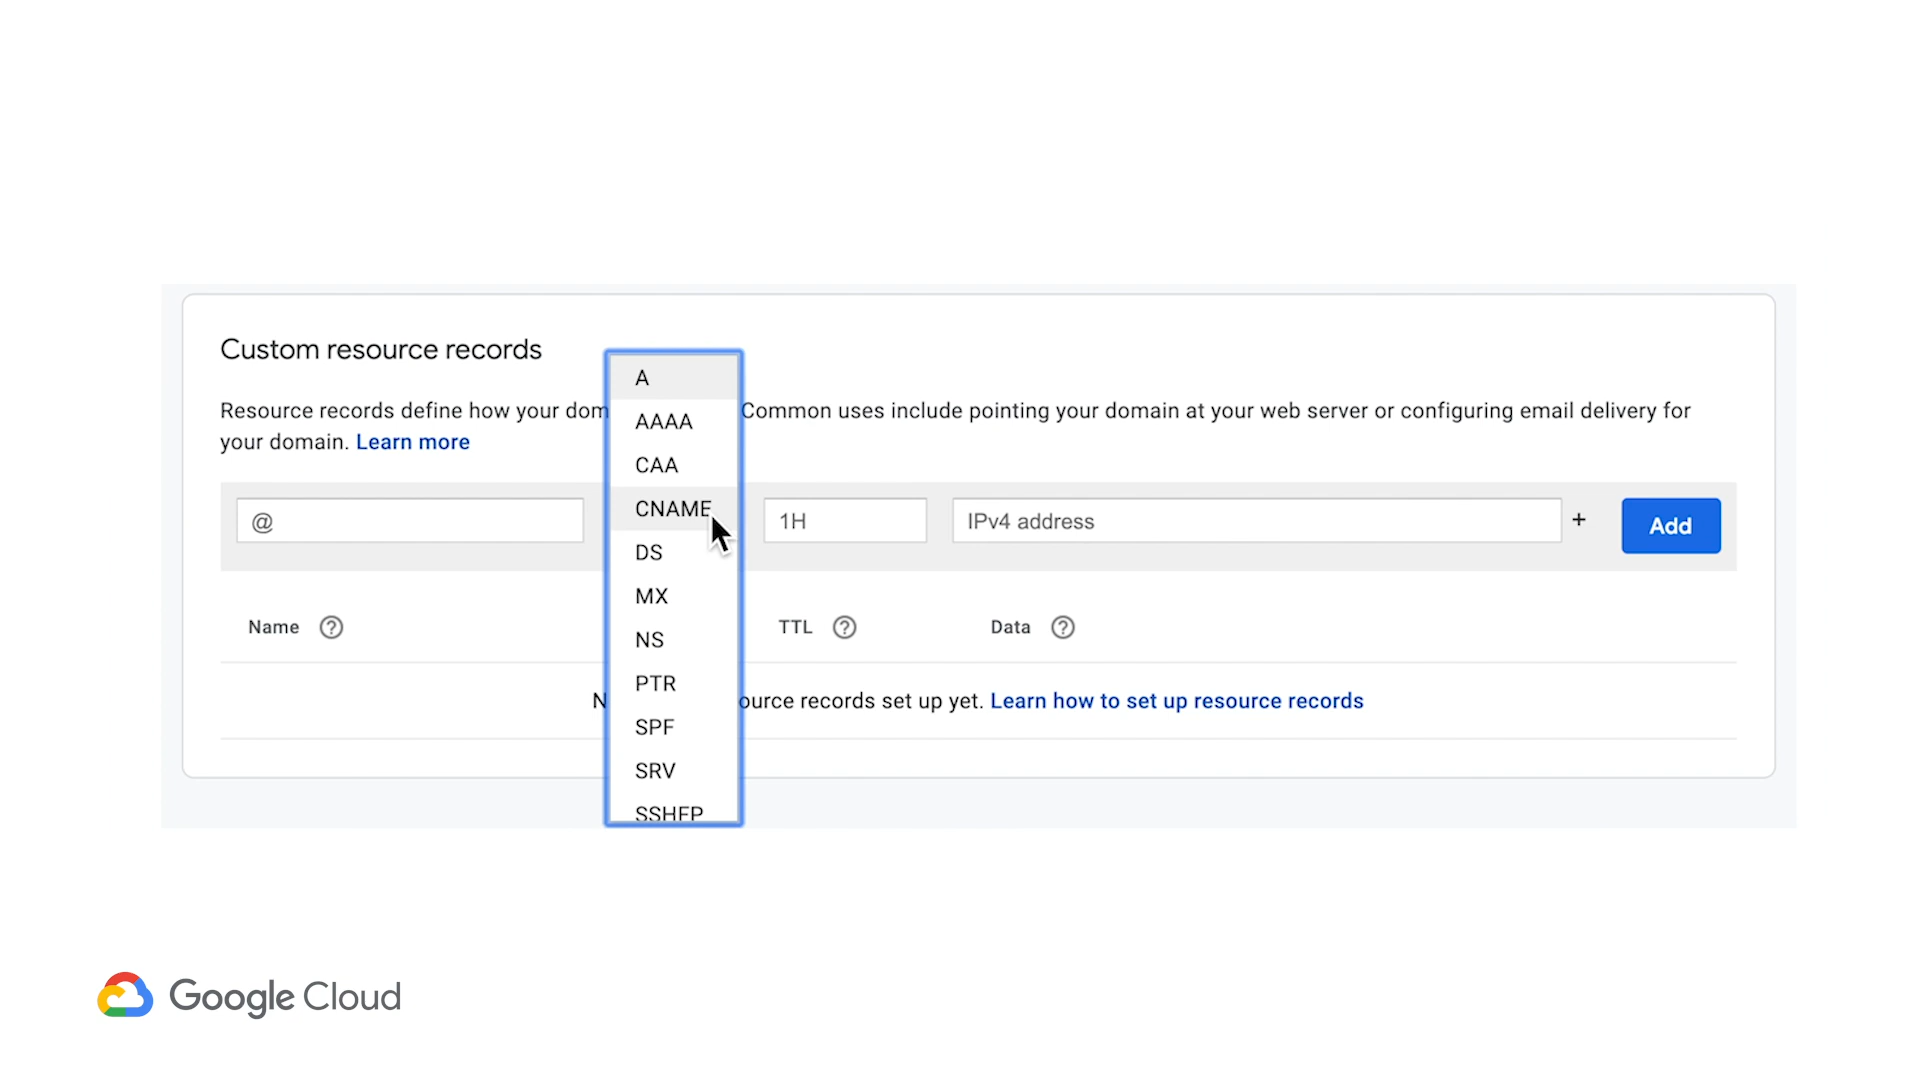 Custom resource records
Resource records define how your dom Common uses include pointing your domain at your web server or configuring email delivery for
your domain. Learn more
A
AAAA
CAA
CNAME
DS
MX
NS
PTR
SPF
SRV
SSHFP
@ 1H IPv4 address + Add
Name ? TTL ? Data ?
N ource records set up yet. Learn how to set up resource records
Google Cloud